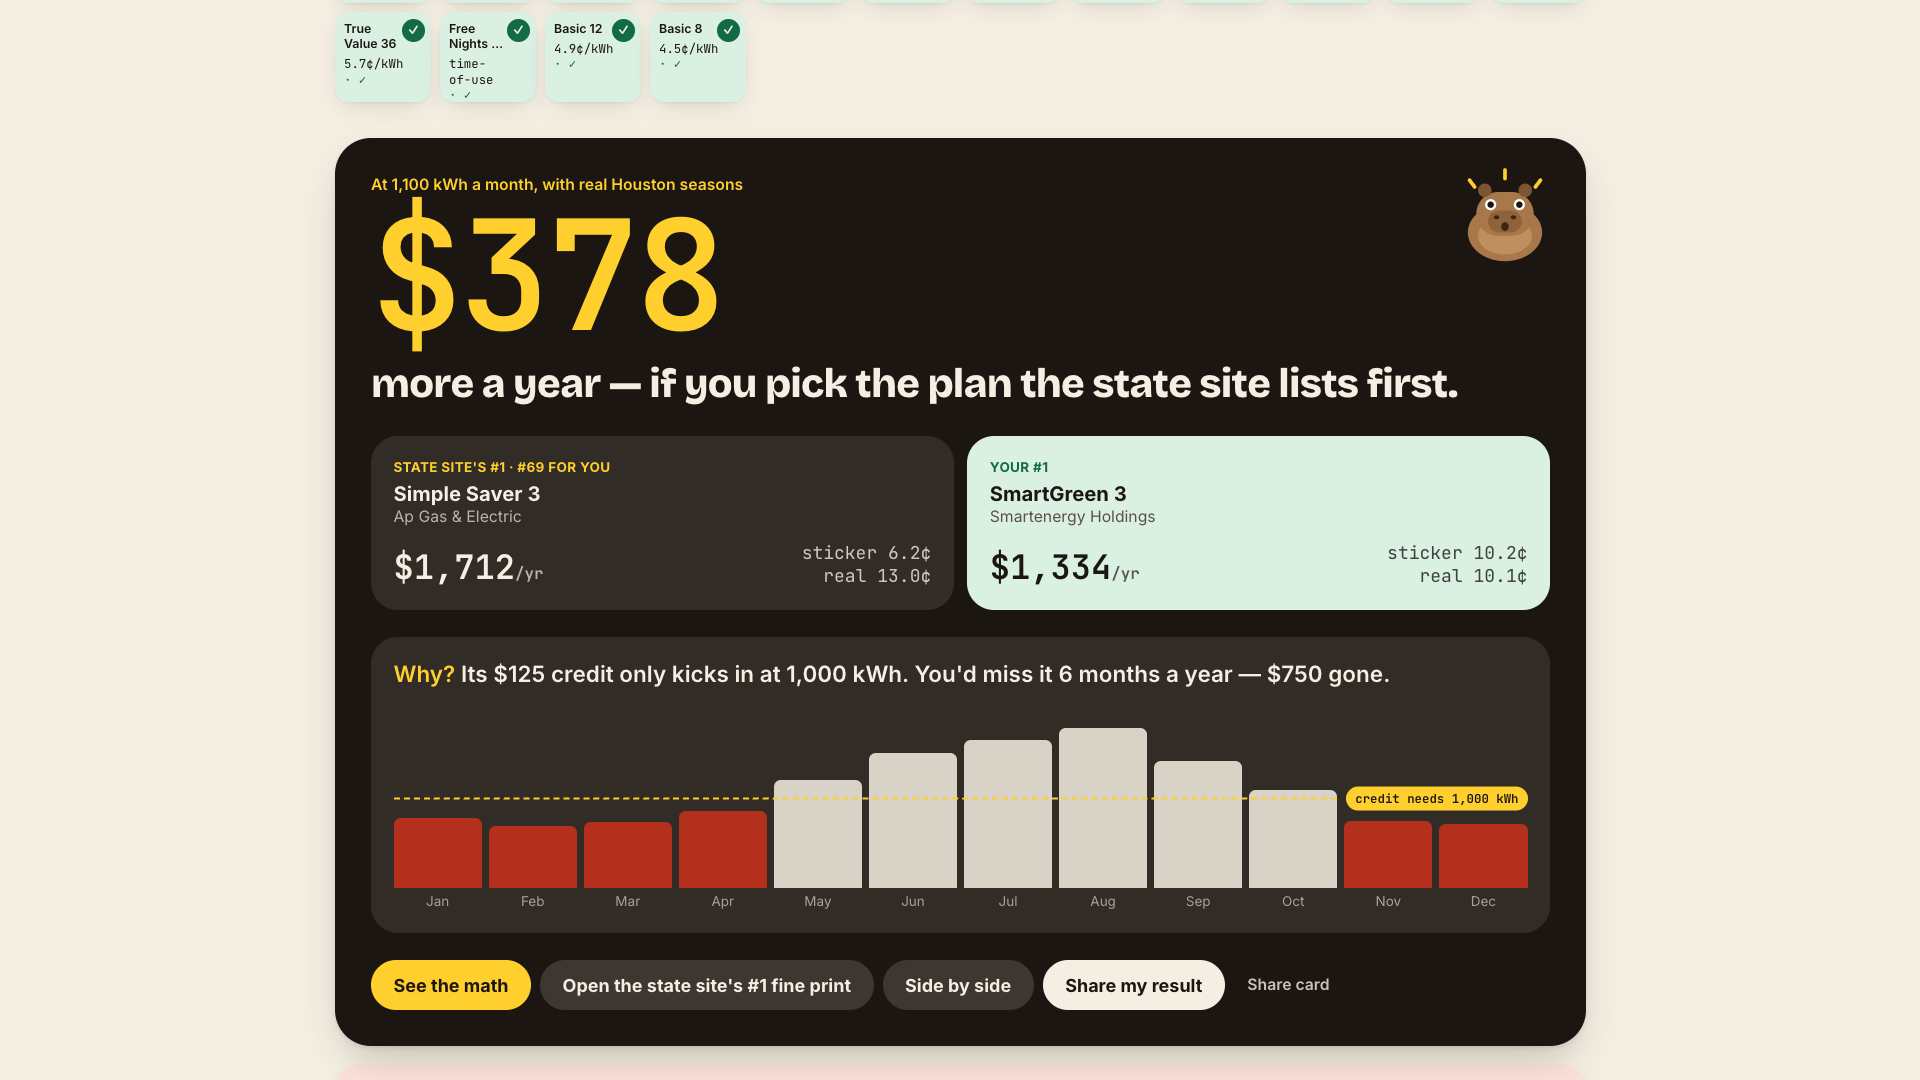 True
Value 36
5.7¢/kWh
· ✓
Free
Nights ...
time-
of-use
· ✓
Basic 12
4.9¢/kWh
· ✓
Basic 8
4.5¢/kWh
· ✓
At 1,100 kWh a month, with real Houston seasons
$378
more a year — if you pick the plan the state site lists first.
STATE SITE'S #1 · #69 FOR YOU
Simple Saver 3
Ap Gas & Electric
$1,712/yr
sticker 6.2¢
real 13.0¢
YOUR #1
SmartGreen 3
Smartenergy Holdings
$1,334/yr
sticker 10.2¢
real 10.1¢
Why? Its $125 credit only kicks in at 1,000 kWh. You'd miss it 6 months a year — $750 gone.
credit needs 1,000 kWh
Jan Feb Mar Apr May Jun Jul Aug Sep Oct Nov Dec
See the math
Open the state site's #1 fine print
Side by side
Share my result
Share card